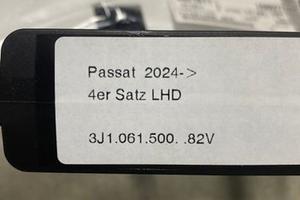 Passat 2024->
4er Satz LHD
3J1.061.500. .82V